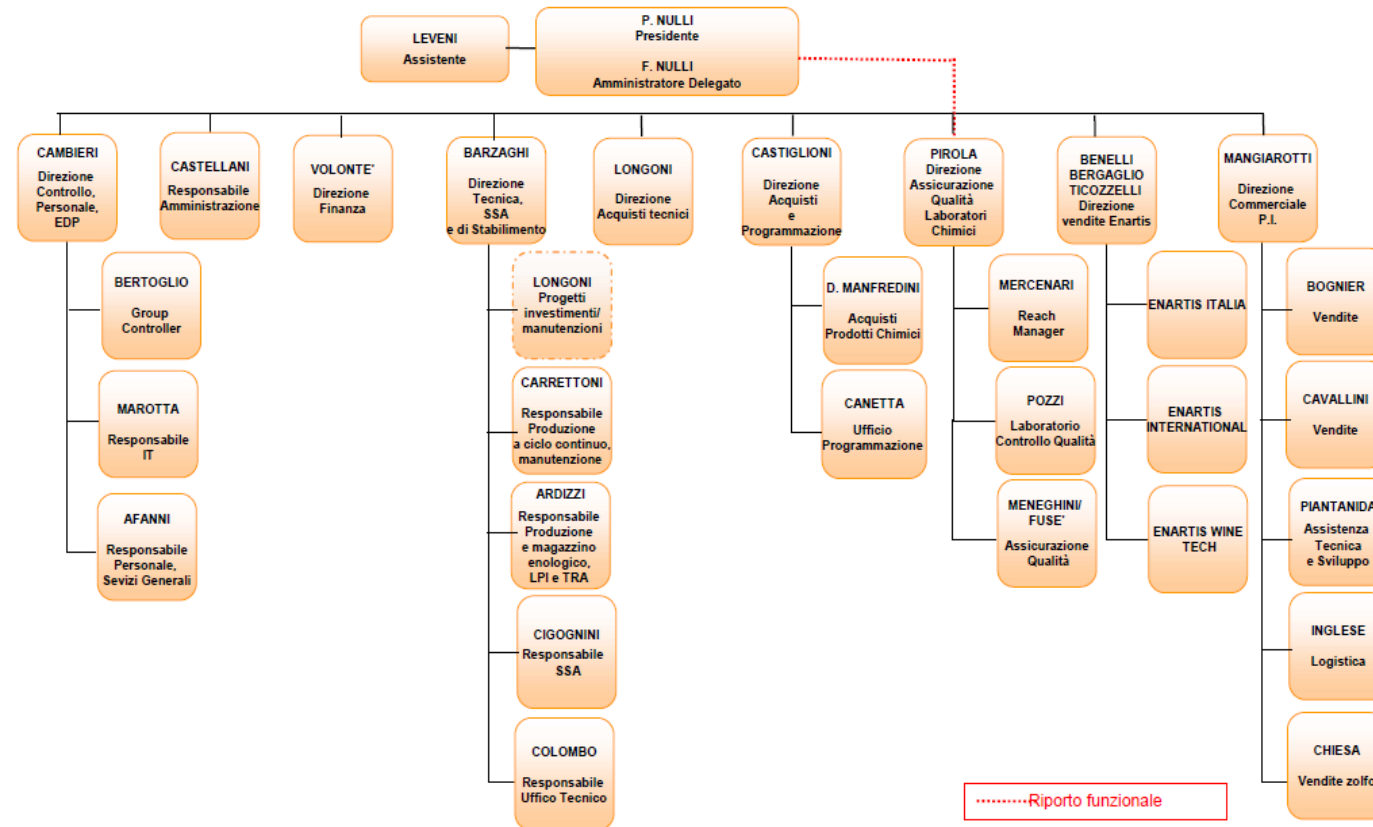 P. NULLI
Presidente
F. NULLI
Amministratore Delegato
LEVENI
Assistente
CAMBIERI
Direzione
Controllo,
Personale,
EDP
CASTELLANI
Responsabile
Amministrazione
VOLONTE'
Direzione
Finanza
BARZAGHI
Direzione
Tecnica,
SSA
e di Stabilimento
LONGONI
Direzione
Acquisti tecnici
CASTIGLIONI
Direzione
Acquisti
e
Programmazione
PIROLA
Direzione
Assicurazione
Qualità
Laboratori
Chimici
BENELLI
BERGAGLIO
TICOZZELLI
Direzione
vendite Enartis
MANGIAROTTI
Direzione
Commerciale
P.I.
BERTOGLIO
Group
Controller
MAROTTA
Responsabile
IT
AFANNI
Responsabile
Personale,
Sevizi Generali
LONGONI
Progetti
investimenti/
manutenzioni
CARRETTONI
Responsabile
Produzione
a ciclo continuo,
manutenzione
ARDIZZI
Responsabile
Produzione
e magazzino
enologico,
LPI e TRA
CIGOGNINI
Responsabile
SSA
COLOMBO
Responsabile
Uffico Tecnico
D. MANFREDINI
Acquisti
Prodotti Chimici
CANETTA
Ufficio
Programmazione
MERCENARI
Reach
Manager
POZZI
Laboratorio
Controllo Qualità
MENEGHINI/
FUSE'
Assicurazione
Qualità
ENARTIS ITALIA
ENARTIS
INTERNATIONAL
ENARTIS WINE
TECH
BOGNIER
Vendite
CAVALLINI
Vendite
PIANTANIDA
Assistenza
Tecnica
e Sviluppo
INGLESE
Logistica
CHIESA
Vendite zolfo
Riporto funzionale